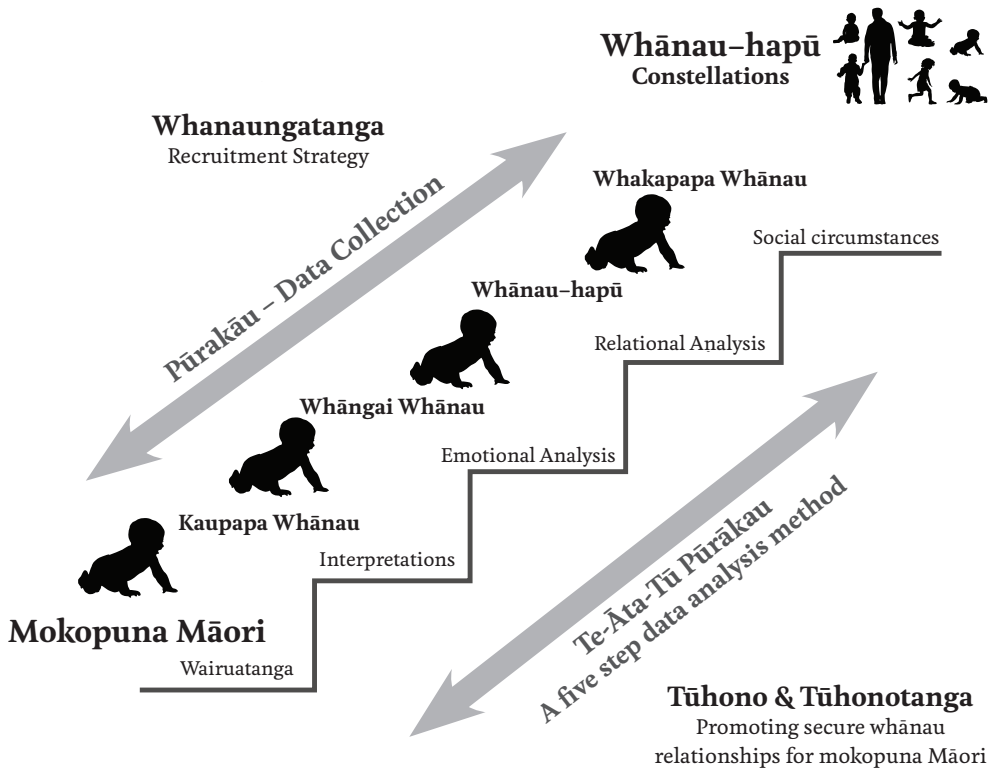 Whānau–hapū
Constellations
Whanaungatanga
Recruitment Strategy
Pūrakāu – Data Collection
Whakapapa Whānau
Social circumstances
Whānau–hapū
Relational Analysis
Whāngai Whānau
Emotional Analysis
Kaupapa Whānau
Interpretations
Mokopuna Māori
Wairuatanga
Te-Āta-Tū Pūrākau
A five step data analysis method
Tūhono & Tūhonotanga
Promoting secure whānau
relationships for mokopuna Māori